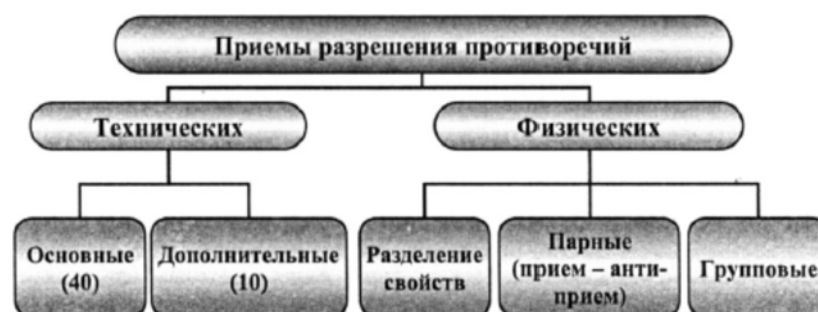 Приемы разрешения противоречий
Технических
Физических
Основные
(40)
Дополнительные
(10)
Разделение
свойств
Парные
(прием – анти-
прием)
Групповые